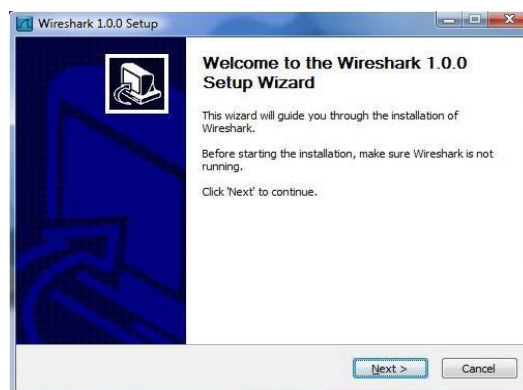 Wireshark 1.0.0 Setup
Welcome to the Wireshark 1.0.0
Setup Wizard
This wizard will guide you through the installation of
Wireshark.
Before starting the installation, make sure Wireshark is not
running.
Click 'Next' to continue.
Next >
Cancel